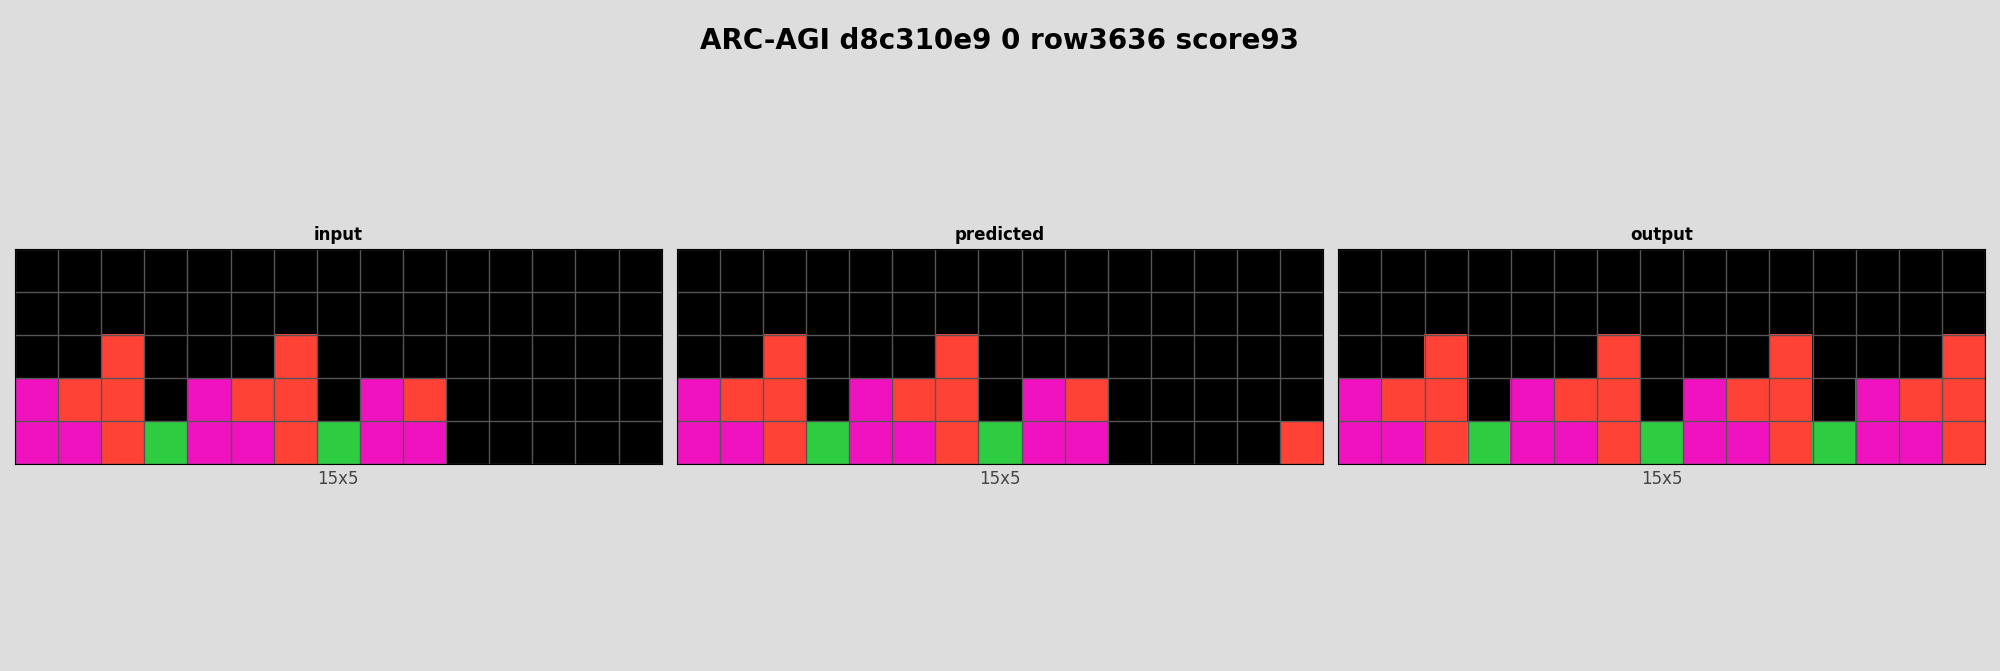 ARC-AGI d8c310e9 0 row3636 score93
input
predicted
output
15x5
15x5
15x5